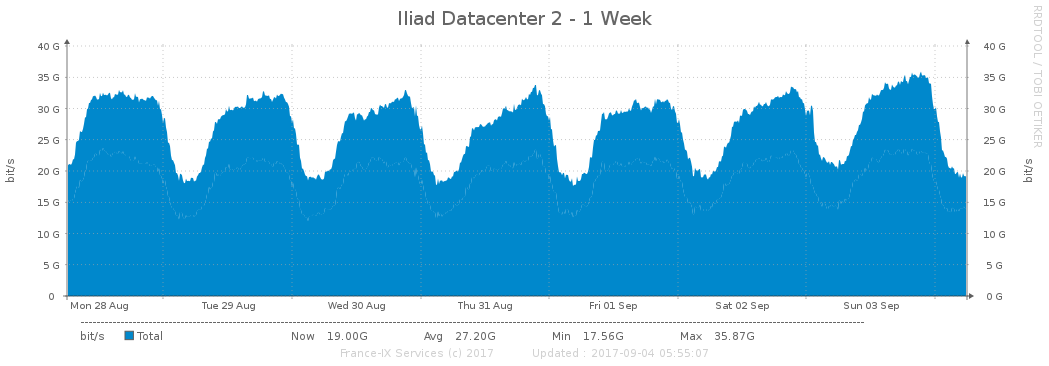 Iliad Datacenter 2 - 1 Week
RRDTOOL / TOBI OETIKER
40 G 40 G
35 G 35 G
30 G 30 G
25 G 25 G
20 G 20 G
15 G 15 G
10 G 10 G
5 G 5 G
0 0 G
bit/s bit/s
Mon 28 Aug Tue 29 Aug Wed 30 Aug Thu 31 Aug Fri 01 Sep Sat 02 Sep Sun 03 Sep
bit/s Total Now 19.00G Avg 27.20G Min 17.56G Max 35.87G
France-IX Services (c) 2017 Updated : 2017-09-04 05:55:07